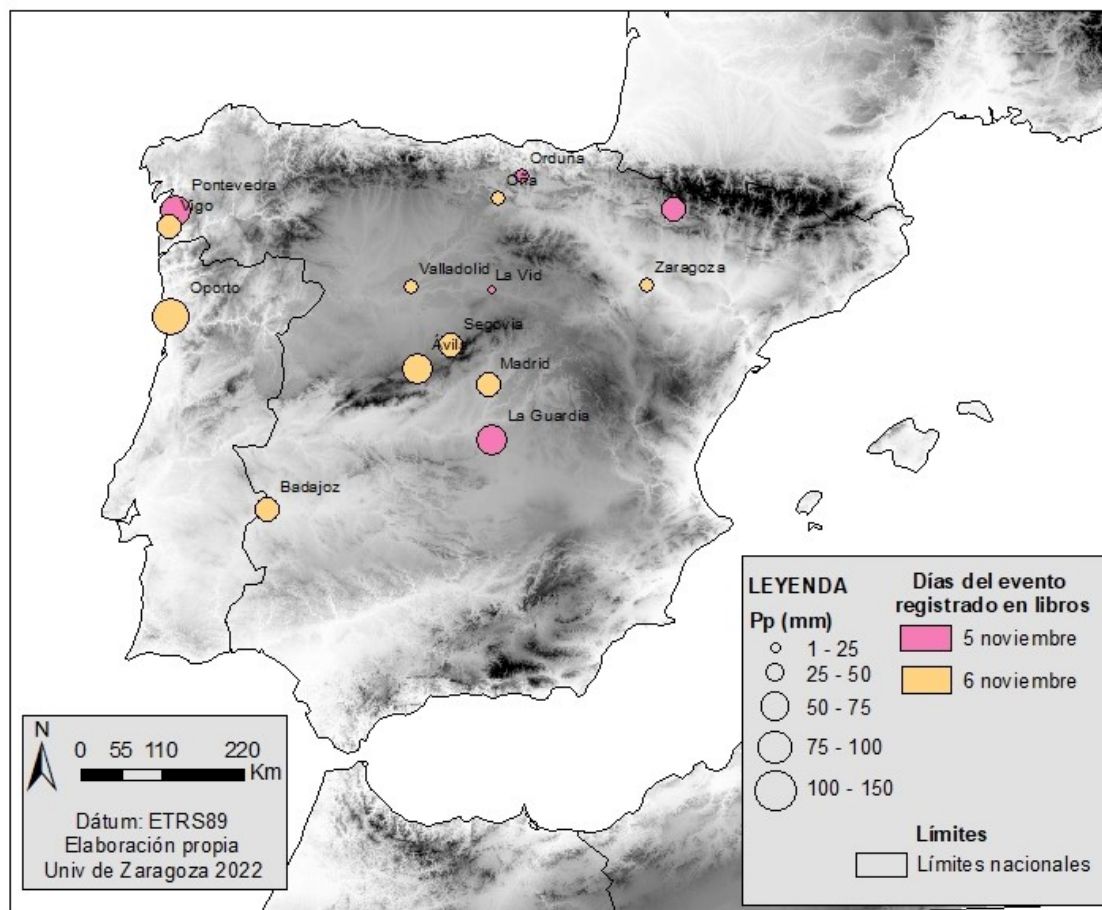 Orduña
Oña
Pontevedra
Vigo
Valladolid
La Vid
Zaragoza
Oporto
Segovia
Ávila
Madrid
La Guardia
Badajoz
LEYENDA
Pp (mm)
1 - 25
25 - 50
50 - 75
75 - 100
100 - 150
Días del evento
registrado en libros
5 noviembre
6 noviembre
Límites
Límites nacionales
N
0 55 110 220
Km
Dátum: ETRS89
Elaboración propia
Univ de Zaragoza 2022